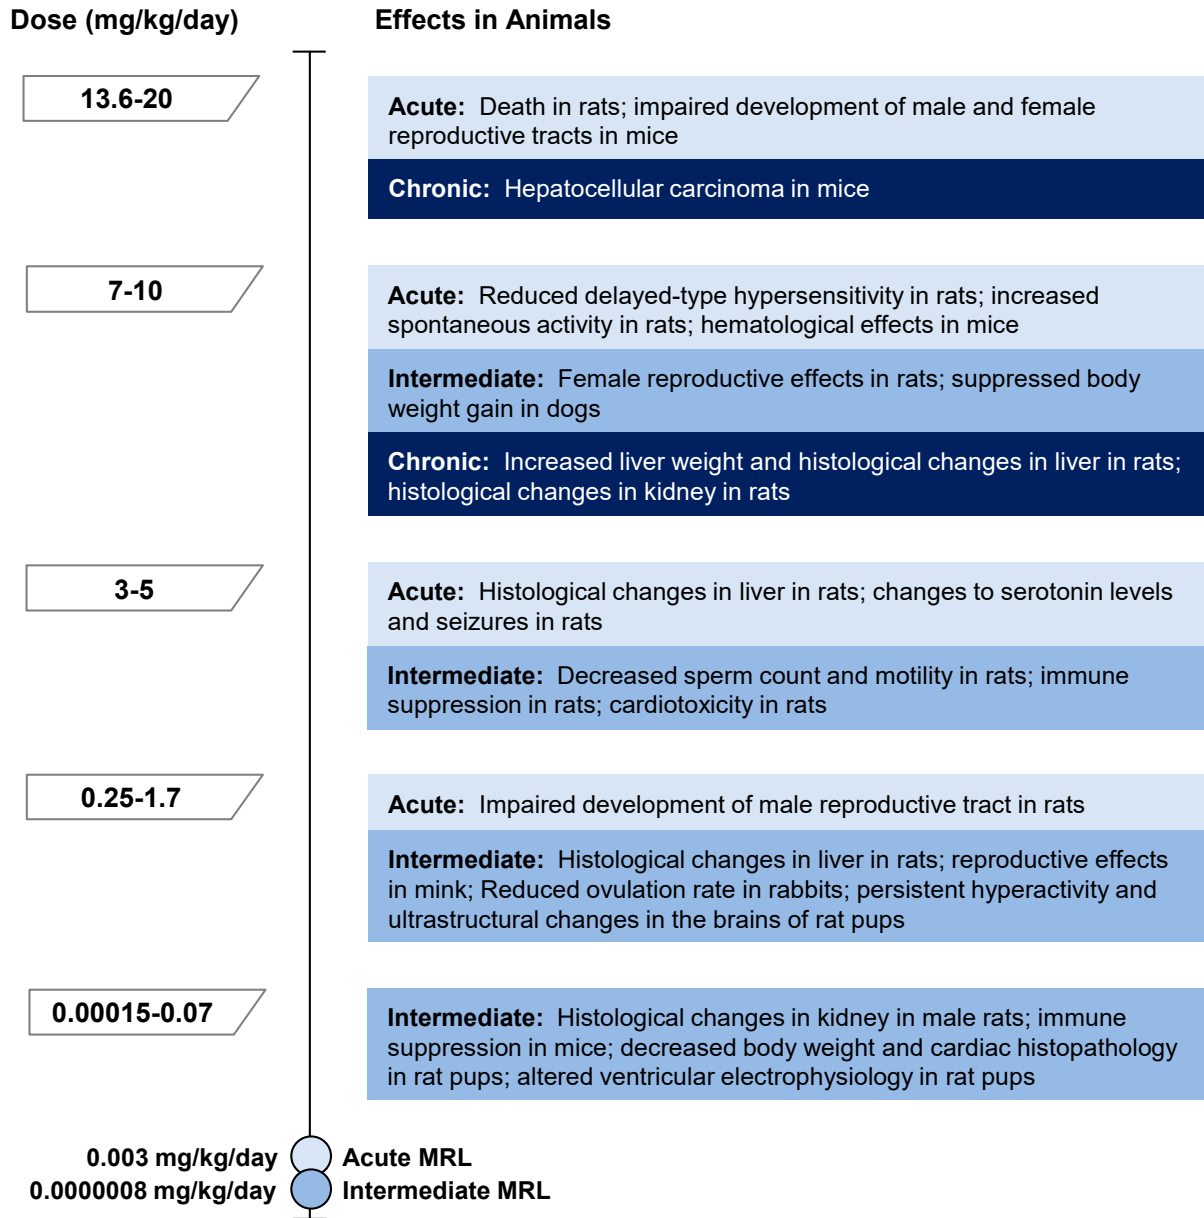 Dose (mg/kg/day)
Effects in Animals
13.6-20
Acute: Death in rats; impaired development of male and female
reproductive tracts in mice
Chronic: Hepatocellular carcinoma in mice
7-10
Acute: Reduced delayed-type hypersensitivity in rats; increased
spontaneous activity in rats; hematological effects in mice
Intermediate: Female reproductive effects in rats; suppressed body
weight gain in dogs
Chronic: Increased liver weight and histological changes in liver in rats;
histological changes in kidney in rats
3-5
Acute: Histological changes in liver in rats; changes to serotonin levels
and seizures in rats
Intermediate: Decreased sperm count and motility in rats; immune
suppression in rats; cardiotoxicity in rats
0.25-1.7
Acute: Impaired development of male reproductive tract in rats
Intermediate: Histological changes in liver in rats; reproductive effects
in mink; Reduced ovulation rate in rabbits; persistent hyperactivity and
ultrastructural changes in the brains of rat pups
0.00015-0.07
Intermediate: Histological changes in kidney in male rats; immune
suppression in mice; decreased body weight and cardiac histopathology
in rat pups; altered ventricular electrophysiology in rat pups
0.003 mg/kg/day Acute MRL
0.0000008 mg/kg/day Intermediate MRL